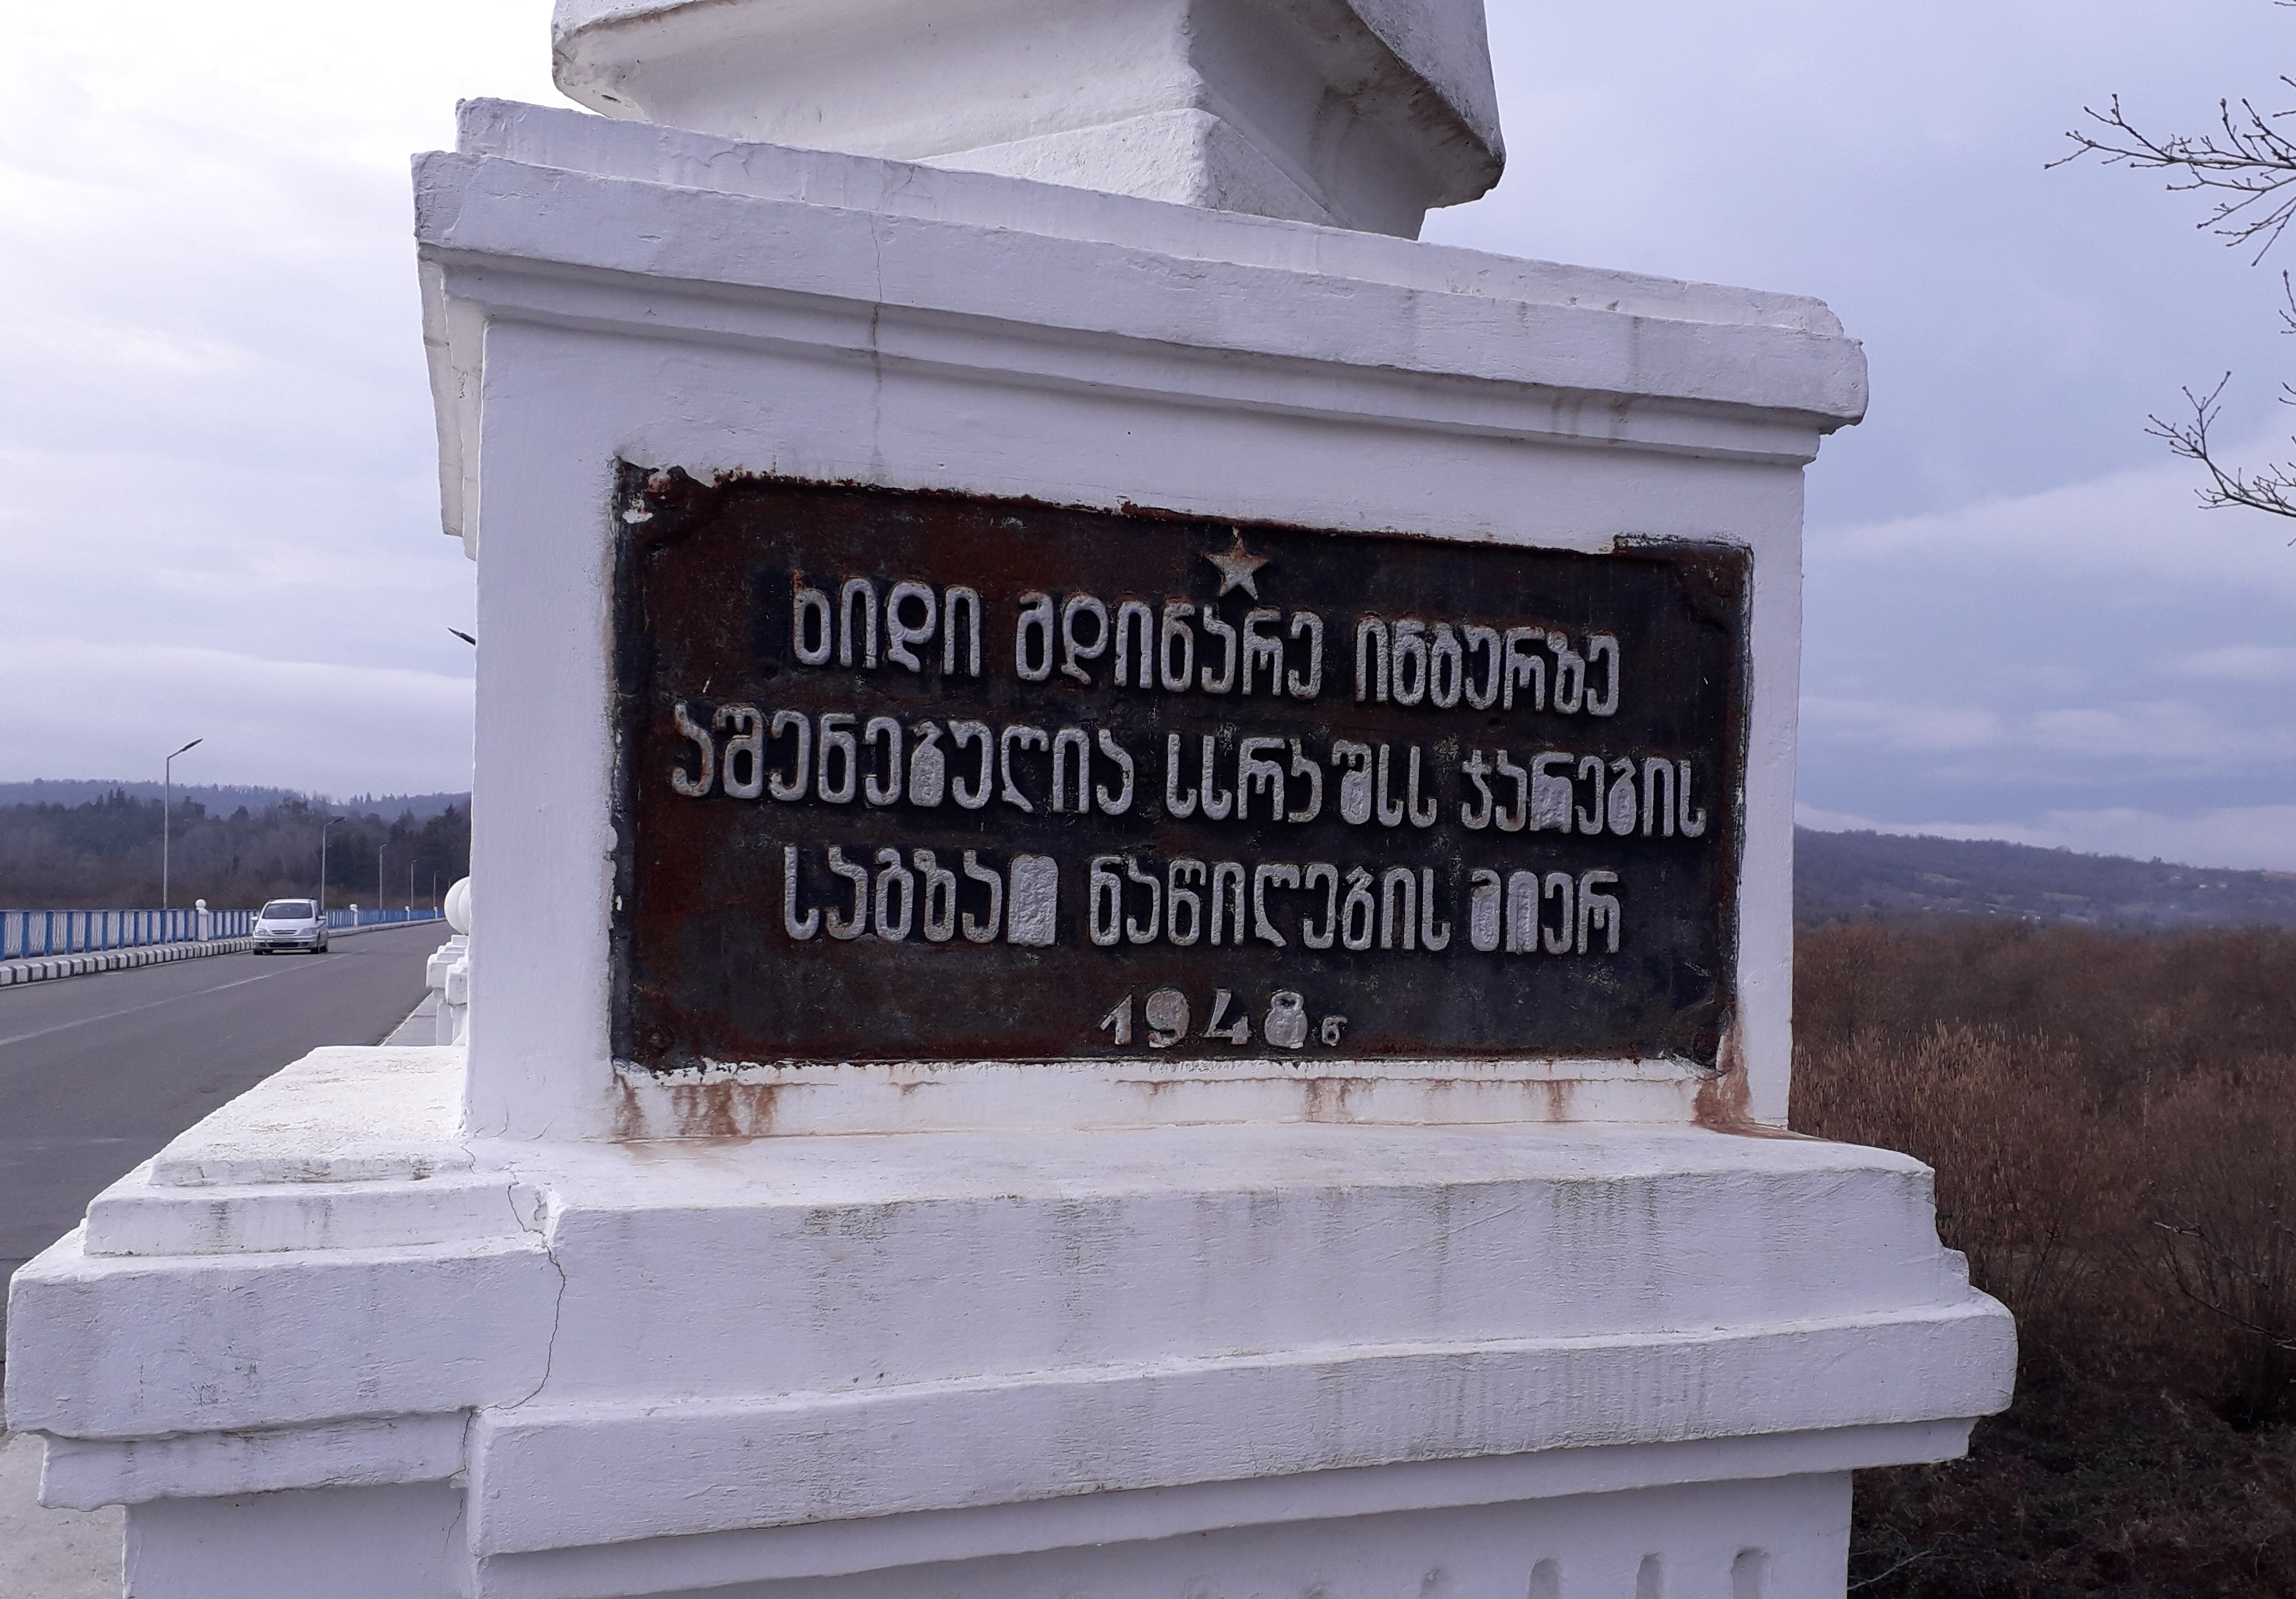 ხიდი მდინარე ინგურზე
აშენებულია სსრკ შსს ჯარების
საგზაო ნაწილების მიერ
1948 წ